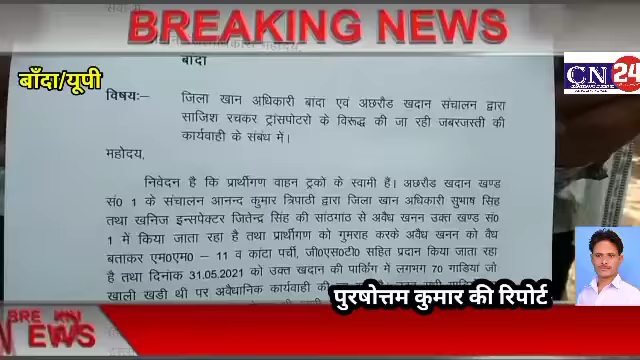 BREAKING NEWS
बाँदा/यूपी
CN 24
बांदा
विषयः– जिला खान अधिकारी बांदा एवं अछरौड खदान संचालन द्वारा
साजिश रचकर ट्रांसपोटरो के विरूद्ध की जा रही जबरजस्ती की
कार्यवाही के संबंध में।
महोदय,
निवेदन है कि प्रार्थीगण वाहन ट्रको के स्वामी हैं। अछरौड खदान खण्ड
सं0 1 के संचालन आनन्द कुमार त्रिपाठी द्वारा जिला खान अधिकारी सुभाष सिह
तथा खनिज इन्सपेक्टर जितेन्द्र सिंह की सांठगांठ से अवैध खनन उक्त खण्ड सं0
1 में किया जाता रहा है तथा प्रार्थीगण को गुमराह करके अवैध खनन को वैध
बताकर एम0एम0 – 11 व कांटा पर्ची, जी0एस0टी0 सहित प्रदान किया जाता रहा
है तथा दिनांक 31.05.2021 को उक्त खदान की पार्किग में लगभग 70 गाडियां जो
खाली खडी थी पर अवैधानिक कार्यवाही की
पुरषोत्तम कुमार की रिपोर्ट
BREAKING
NEWS